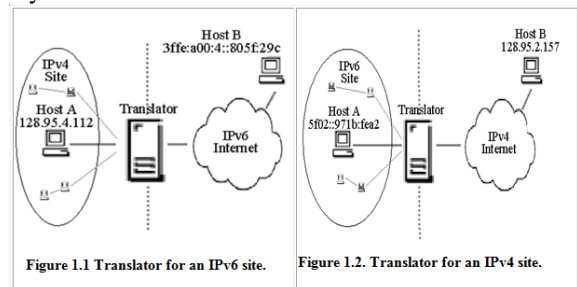 Host B
3ffe:a00:4::805f:29c
IPv4
Site
Host A
128.95.4.112
Translator
IPv6
Internet
Figure 1.1 Translator for an IPv6 site.
Host B
128.95.2.157
IPv6
Site
Host A
5f02::971b:fea2
Translator
IPv4
Internet
Figure 1.2. Translator for an IPv4 site.